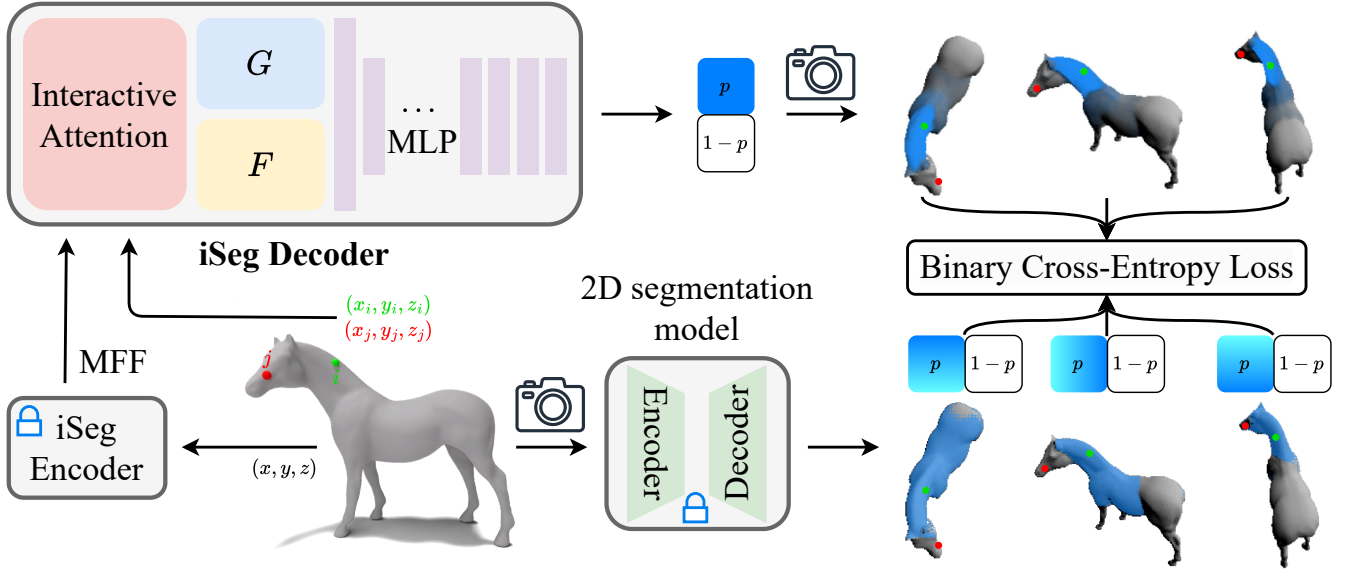 Interactive
Attention
G
F
...
MLP
p
1 − p
iSeg Decoder
(x_i, y_i, z_i)
(x_j, y_j, z_j)
2D segmentation
model
Binary Cross-Entropy Loss
MFF
j
i
iSeg
Encoder
(x, y, z)
Encoder
Decoder
p
1 − p
p
1 − p
p
1 − p